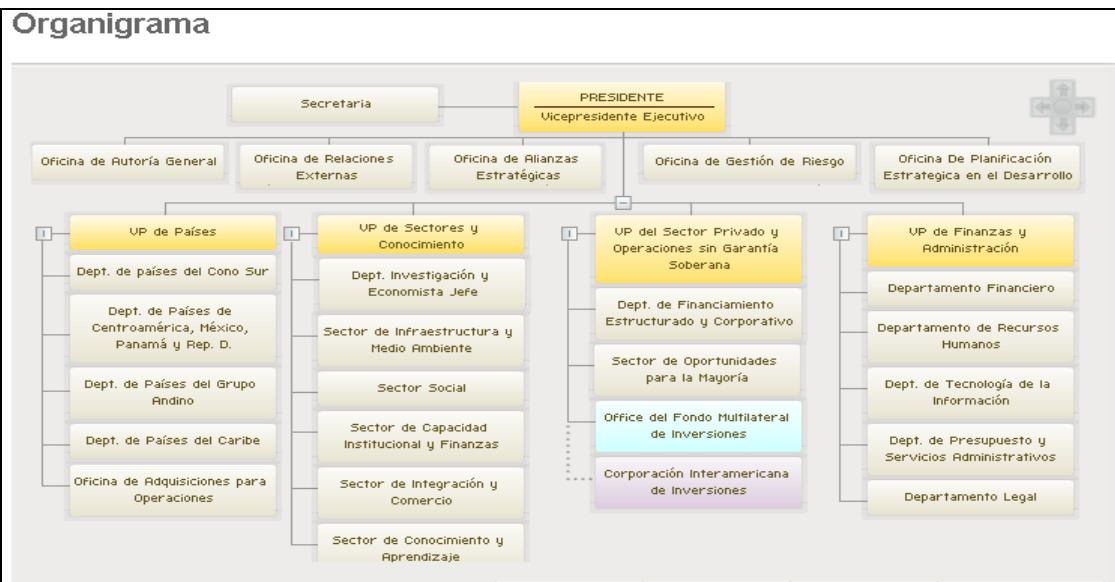 Organigrama
Secretaria
PRESIDENTE
Vicepresidente Ejecutivo
Oficina de Autoría General
Oficina de Relaciones
Externas
Oficina de Alianzas
Estratégicas
Oficina de Gestión de Riesgo
Oficina De Planificación
Estrategica en el Desarrollo
VP de Países
Dept. de países del Cono Sur
Dept. de Países de
Centroamérica, México,
Panamá y Rep. D.
Dept. de Países del Grupo
Andino
Dept. de Países del Caribe
Oficina de Adquisiciones para
Operaciones
VP de Sectores y
Conocimiento
Dept. Investigación y
Economista Jefe
Sector de Infraestructura y
Medio Ambiente
Sector Social
Sector de Capacidad
Institucional y Finanzas
Sector de Integración y
Comercio
Sector de Conocimiento y
Aprendizaje
VP del Sector Privado y
Operaciones sin Garantía
Soberana
Dept. de Financiamiento
Estructurado y Corporativo
Sector de Oportunidades
para la Mayoría
Office del Fondo Multilateral
de Inversiones
Corporación Interamericana
de Inversiones
VP de Finanzas y
Administración
Departamento Financiero
Departamento de Recursos
Humanos
Dept. de Tecnología de la
Información
Dept. de Presupuesto y
Servicios Administrativos
Departamento Legal